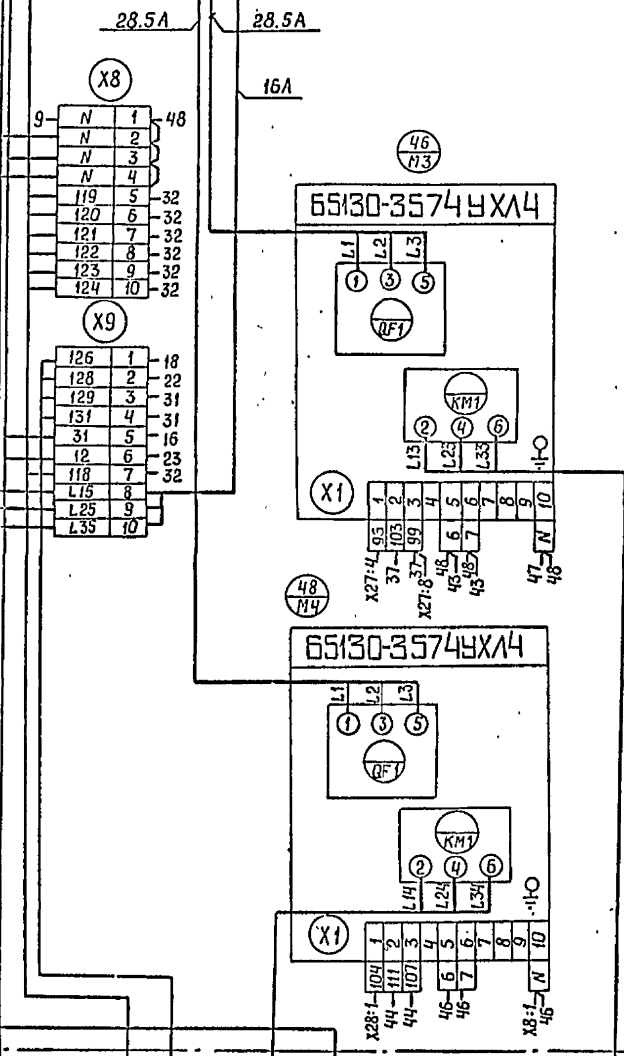 28.5А 28.5А
16А
X8
9 N 1 48
N 2
N 3
N 4
119 5 32
120 6 32
121 7 32
122 8 32
123 9 32
124 10 32
X9
126 1 18
128 2 22
129 3 31
131 4 31
31 5 16
12 6 23
118 7 32
L15 8
L25 9
L35 10
46
М3
Б5130-3574УХЛ4
L1 L2 L3
1 3 5
QF1
KM1
2 4 6
L13 L23 L33
X1
1 2 3 4 5 6 7 8 9 10
93 103 99 6 7 N
X27:4 37 37 X27:8 48 43 48 43 47 48
48
М4
Б5130-3574УХЛ4
L1 L2 L3
1 3 5
QF1
KM1
2 4 6
L14 L24 L34
X1
1 2 3 4 5 6 7 8 9 10
104 111 107 6 7 N
X28:1 44 44 46 46 X8:1 46